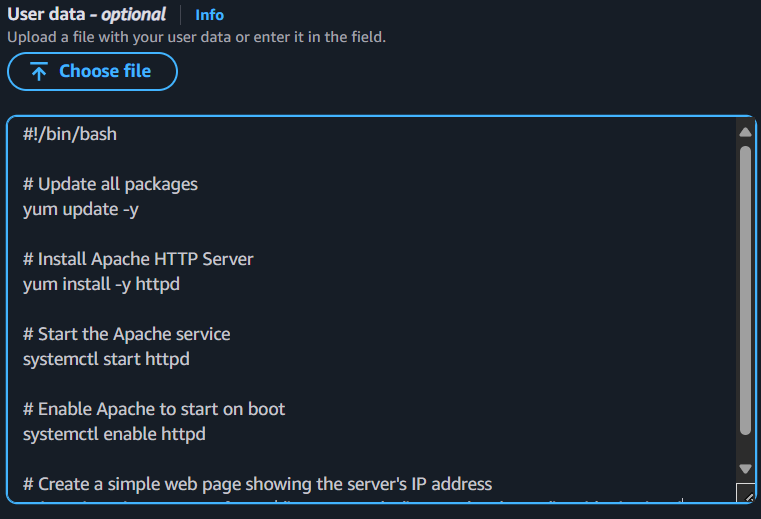 User data - optional
Info
Upload a file with your user data or enter it in the field.
Choose file
#!/bin/bash
# Update all packages
yum update -y
# Install Apache HTTP Server
yum install -y httpd
# Start the Apache service
systemctl start httpd
# Enable Apache to start on boot
systemctl enable httpd
# Create a simple web page showing the server's IP address